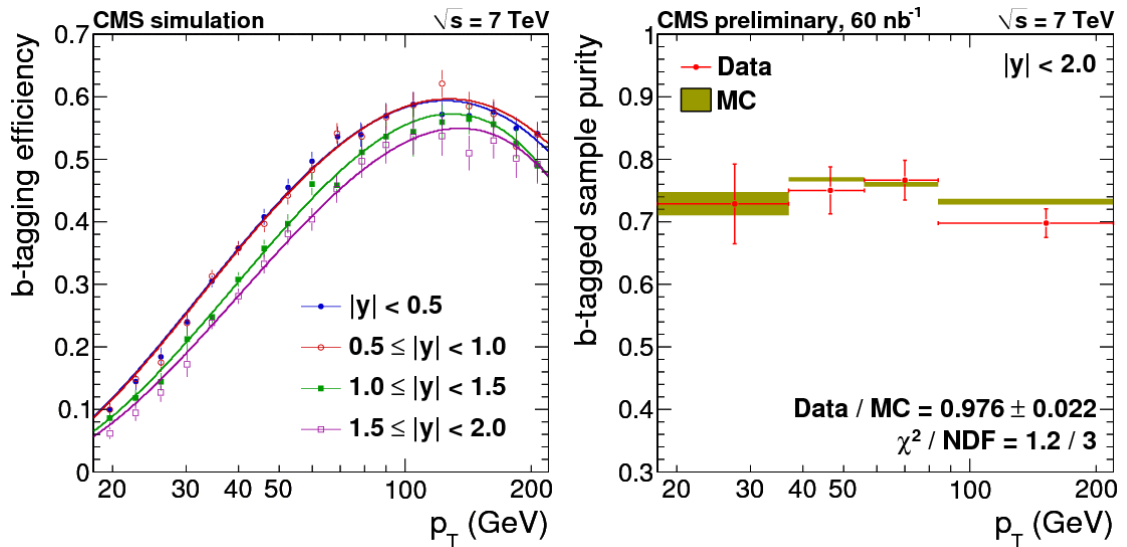 CMS simulation √s = 7 TeV
b-tagging efficiency
0.7
0.6
0.5
0.4
0.3
0.2
0.1
0
|y| < 0.5
0.5 ≤ |y| < 1.0
1.0 ≤ |y| < 1.5
1.5 ≤ |y| < 2.0
20 30 40 100 200
p_T (GeV)
CMS preliminary, 60 nb⁻¹ √s = 7 TeV
b-tagged sample purity
1
0.9
0.8
0.7
0.6
0.5
0.4
0.3
Data
MC
|y| < 2.0
Data / MC = 0.976 ± 0.022
χ² / NDF = 1.2 / 3
20 30 40 100 200
p_T (GeV)